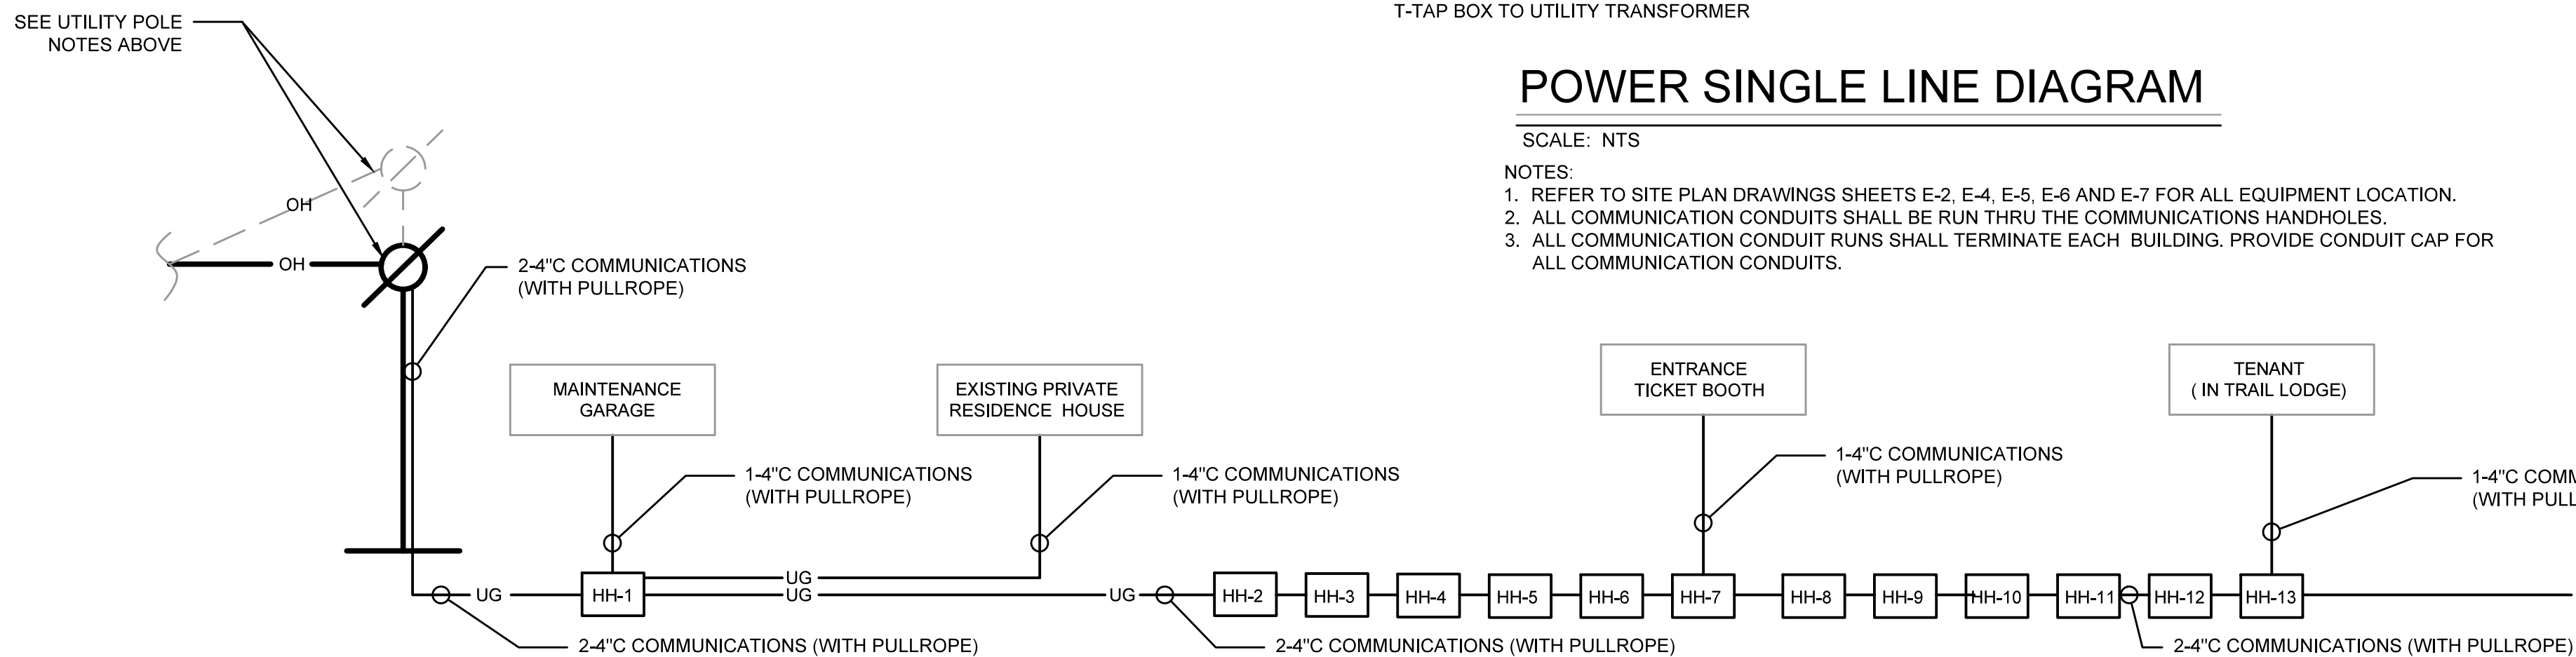 T-TAP BOX TO UTILITY TRANSFORMER
SEE UTILITY POLE
NOTES ABOVE
POWER SINGLE LINE DIAGRAM
SCALE: NTS
NOTES:
1. REFER TO SITE PLAN DRAWINGS SHEETS E-2, E-4, E-5, E-6 AND E-7 FOR ALL EQUIPMENT LOCATION.
2. ALL COMMUNICATION CONDUITS SHALL BE RUN THRU THE COMMUNICATIONS HANDHOLES.
3. ALL COMMUNICATION CONDUIT RUNS SHALL TERMINATE EACH BUILDING. PROVIDE CONDUIT CAP FOR
ALL COMMUNICATION CONDUITS.
OH
OH
2-4"C COMMUNICATIONS
(WITH PULLROPE)
MAINTENANCE
GARAGE
EXISTING PRIVATE
RESIDENCE HOUSE
ENTRANCE
TICKET BOOTH
TENANT
( IN TRAIL LODGE)
1-4"C COMMUNICATIONS
(WITH PULLROPE)
1-4"C COMMUNICATIONS
(WITH PULLROPE)
1-4"C COMMUNICATIONS
(WITH PULLROPE)
1-4"C COMM
(WITH PULL
UG
HH-1
UG
UG
UG
HH-2
HH-3
HH-4
HH-5
HH-6
HH-7
HH-8
HH-9
HH-10
HH-11
HH-12
HH-13
2-4"C COMMUNICATIONS (WITH PULLROPE)
2-4"C COMMUNICATIONS (WITH PULLROPE)
2-4"C COMMUNICATIONS (WITH PULLROPE)